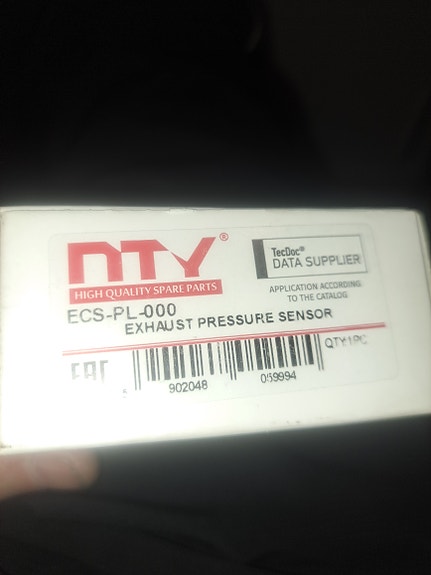 NTY®
HIGH QUALITY SPARE PARTS
TecDoc®
DATA SUPPLIER
APPLICATION ACCORDING
TO THE CATALOG
ECS-PL-000
EXHAUST PRESSURE SENSOR
QTY:1PC
EAC
902048 059994